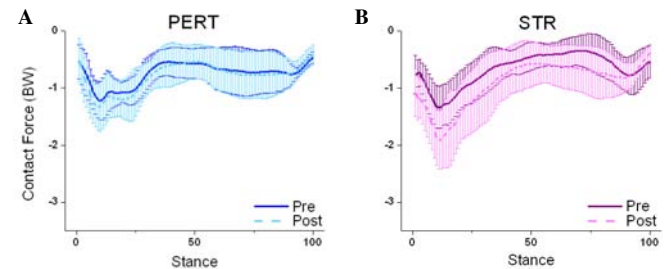 A PERT
B STR
Contact Force (BW)
0
-1
-2
-3
Pre
Post
0 50 100
Stance
0
-1
-2
-3
Pre
Post
0 50 100
Stance